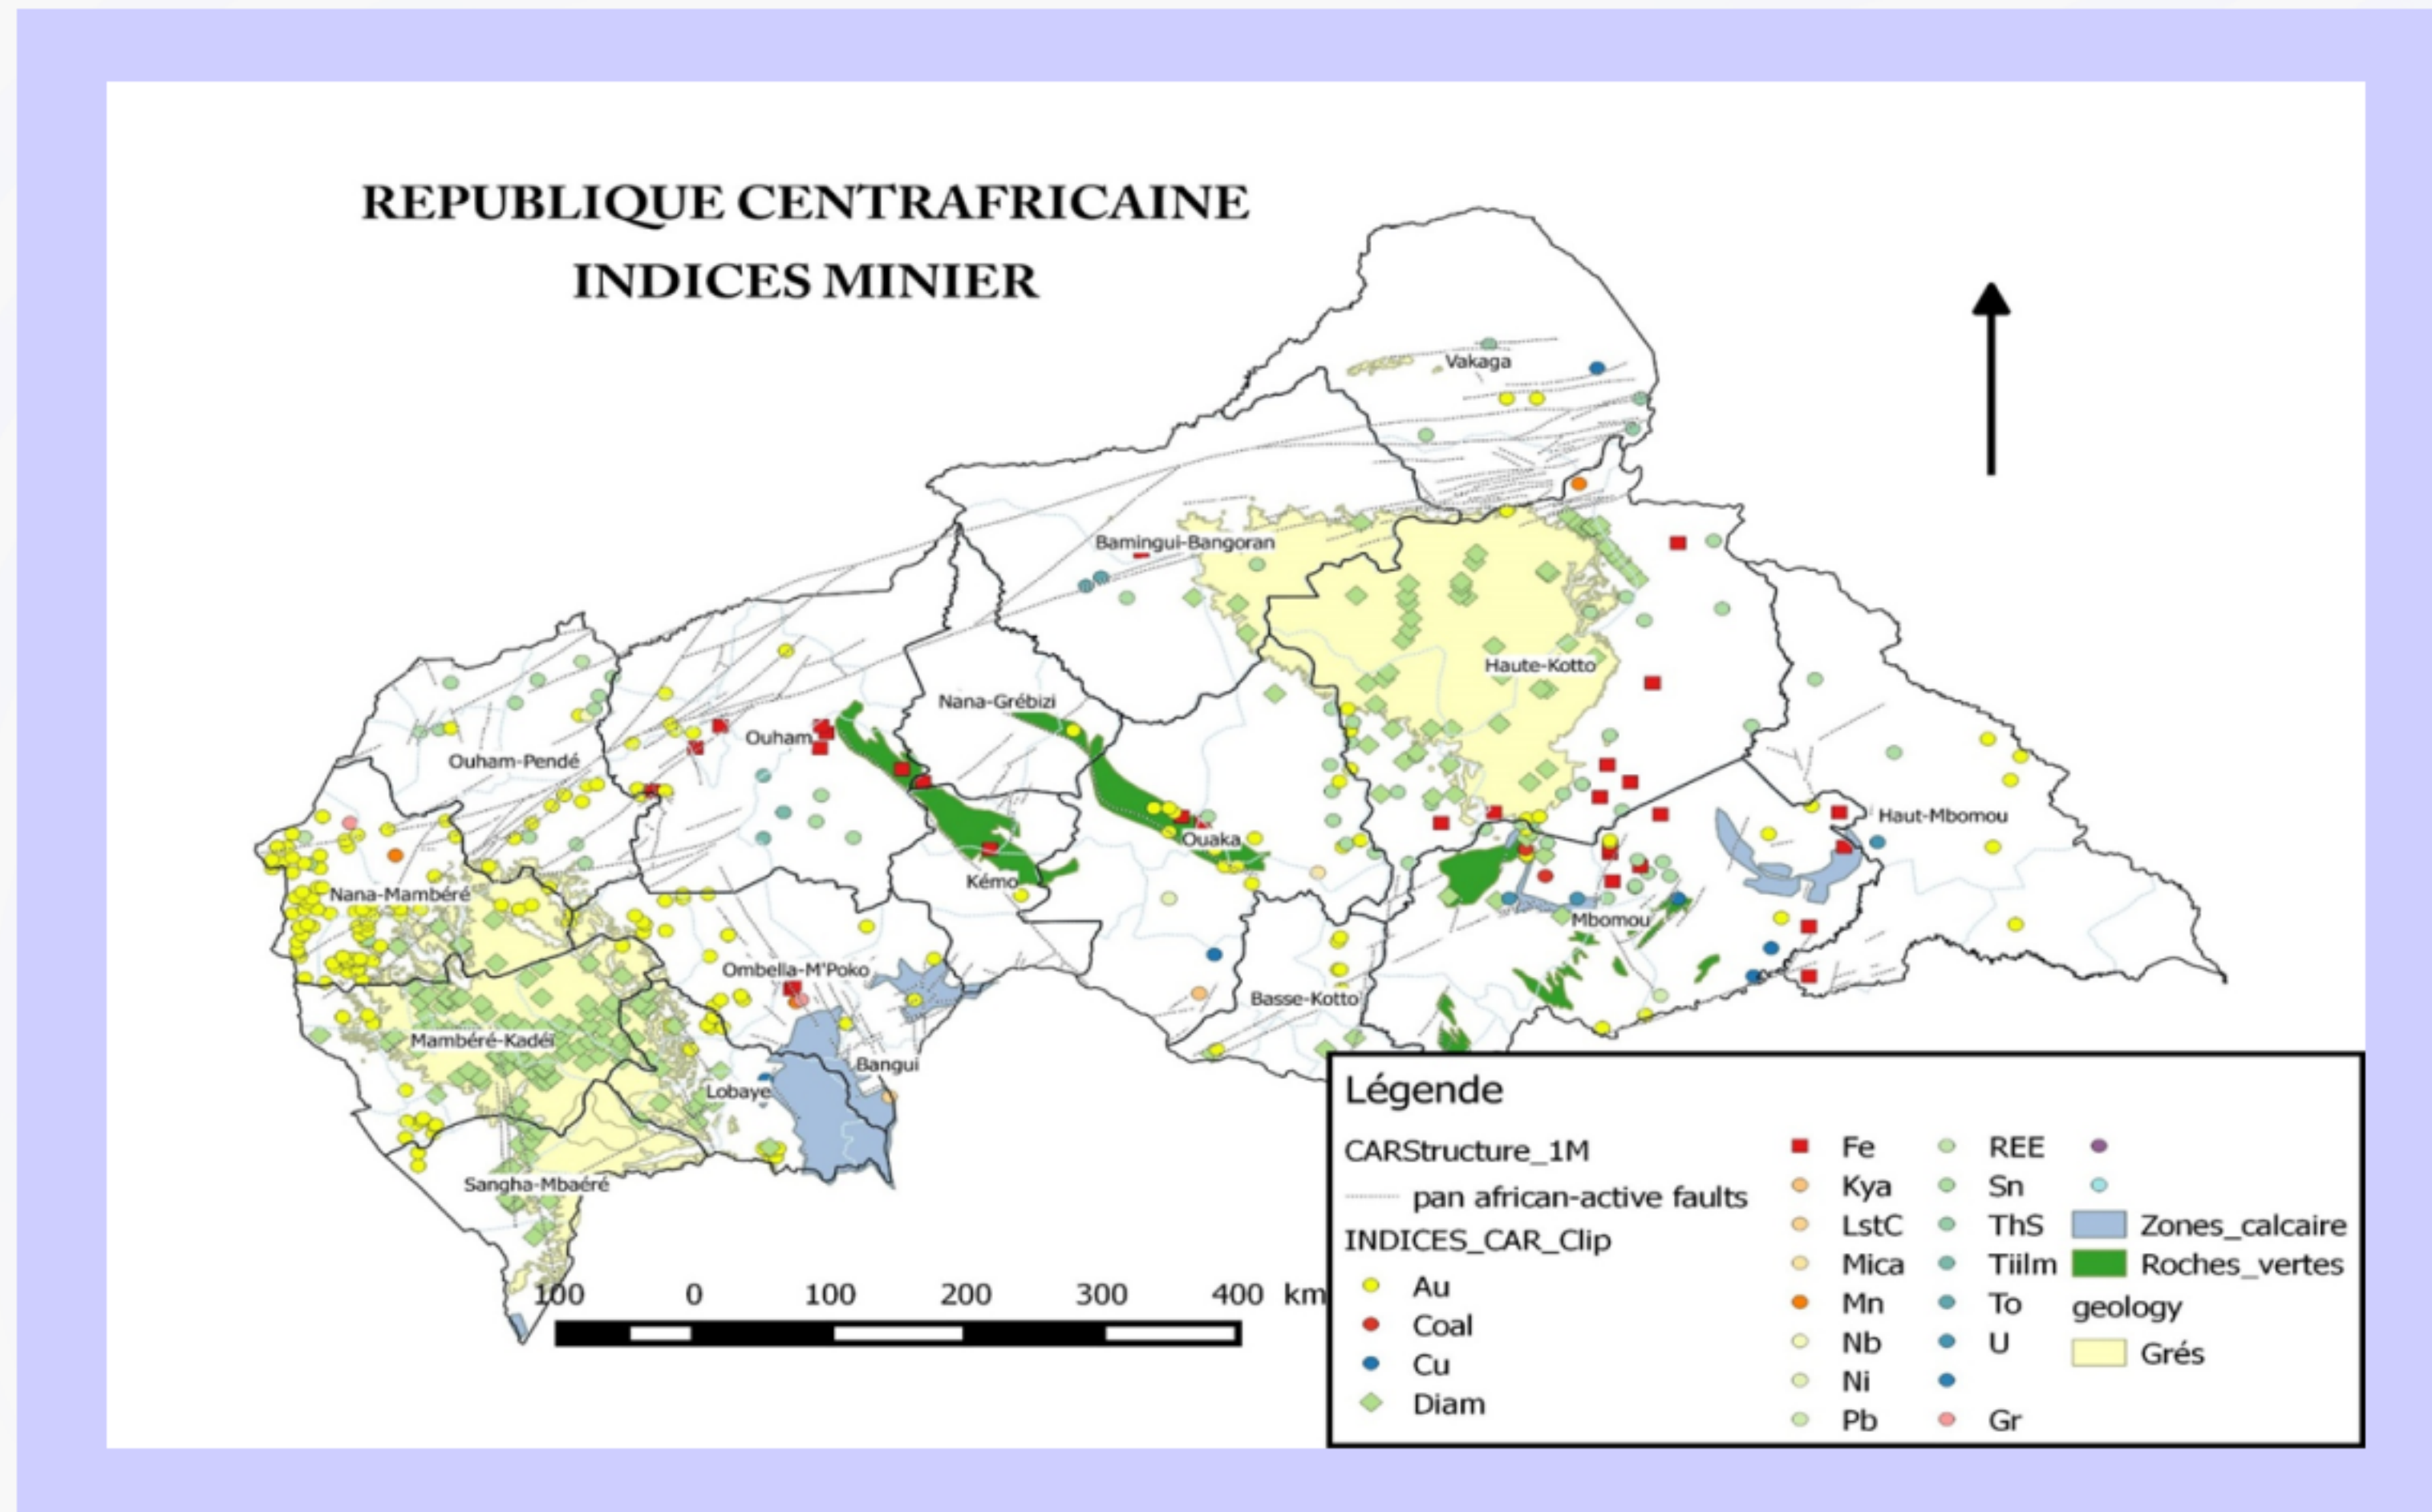 REPUBLIQUE CENTRAFRICAINE
INDICES MINIER
Vakaga
Bamingui-Bangoran
Haute-Kotto
Nana-Grébizi
Ouham
Ouham-Pendé
Haut-Mbomou
Ouaka
Kémo
Nana-Mambéré
Mbomou
Ombella-M'Poko
Basse-Kotto
Mambéré-Kadéï
Bangui
Lobaye
Sangha-Mbaéré
100 0 100 200 300 400 km
Légende
CARStructure_1M
pan african-active faults
INDICES_CAR_Clip
Au
Coal
Cu
Diam
Fe
Kya
LstC
Mica
Mn
Nb
Ni
Pb
REE
Sn
ThS
Tiilm
To
U
Gr
Zones_calcaire
Roches_vertes
geology
Grés